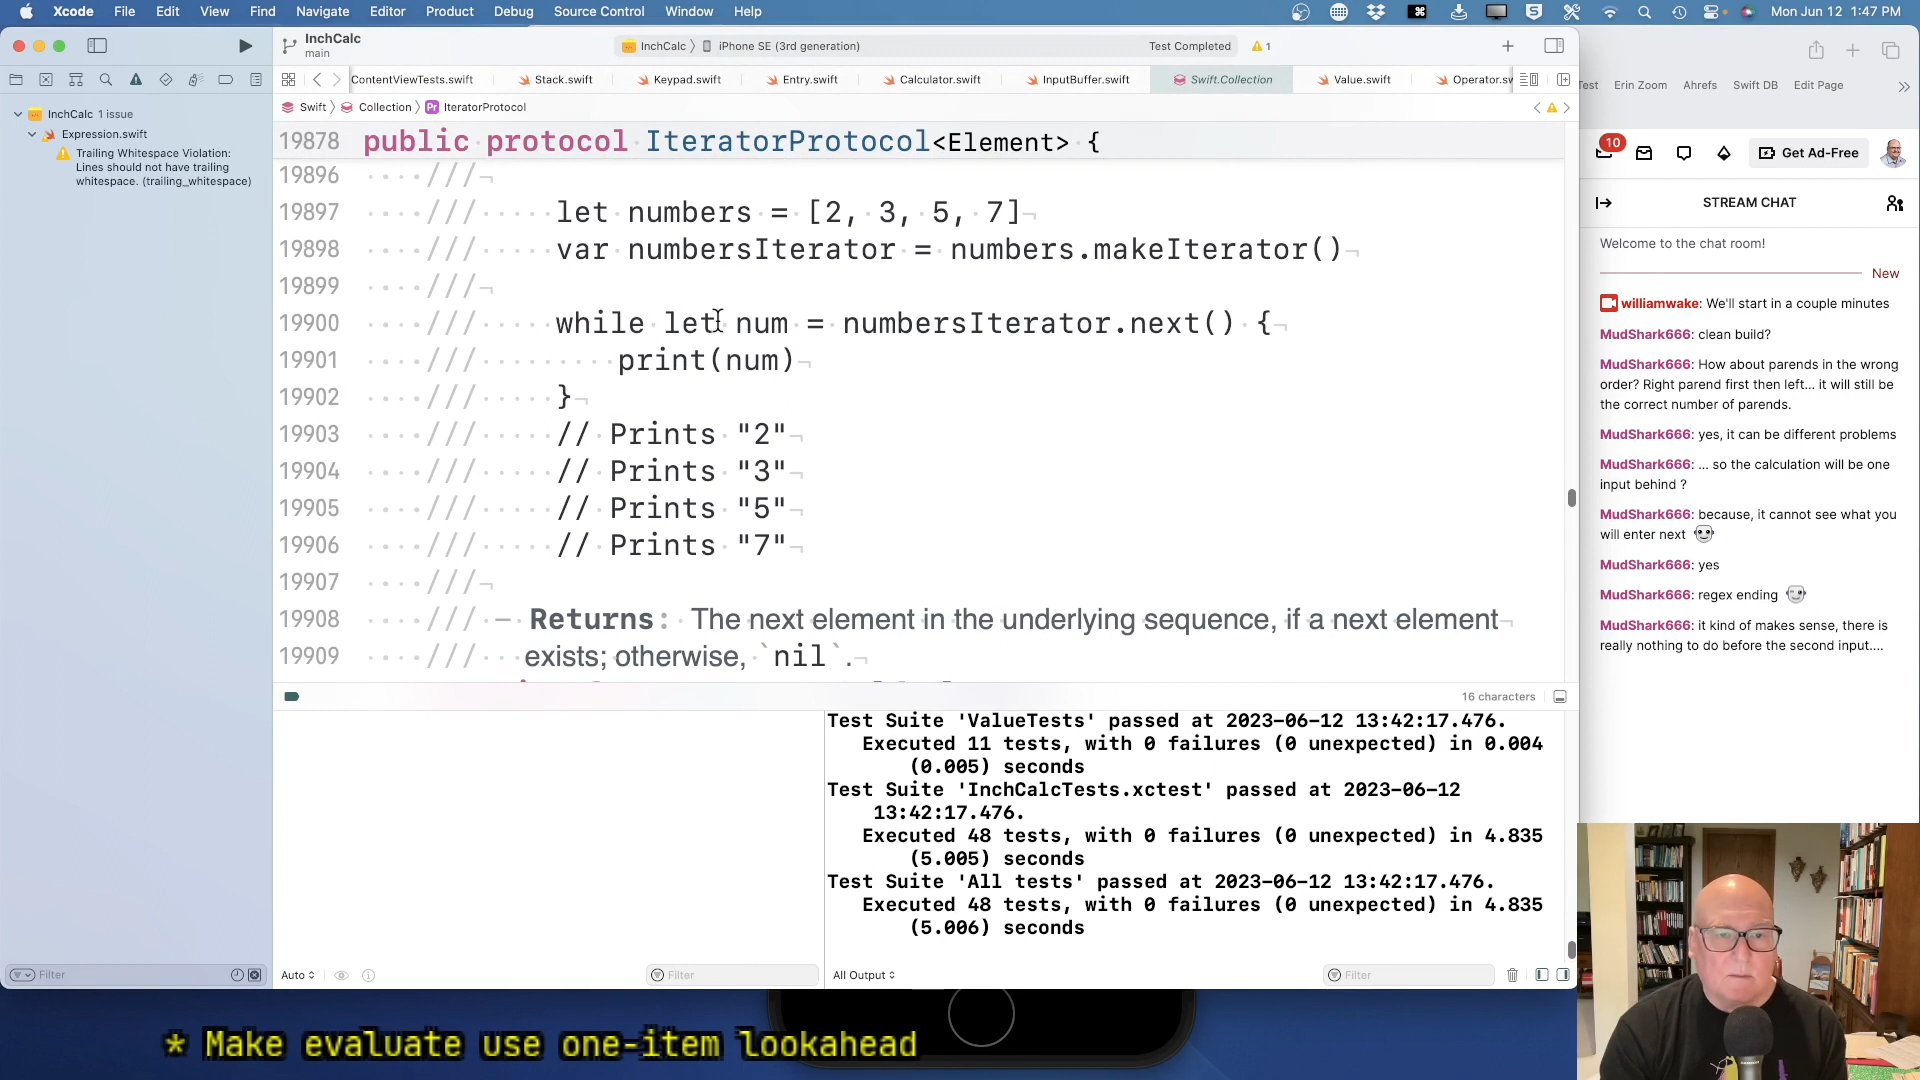 Xcode File Edit View Find Navigate Editor Product Debug Source Control Window Help
Mon Jun 12 1:47 PM
InchCalc
main
InchCalc 〉 iPhone SE (3rd generation)
Test Completed
1
ContentViewTests.swift Stack.swift Keypad.swift Entry.swift Calculator.swift InputBuffer.swift Swift.Collection Value.swift Operator.sw
Swift 〉 Collection 〉 Pr IteratorProtocol
InchCalc 1 issue
Expression.swift
Trailing Whitespace Violation:
Lines should not have trailing
whitespace. (trailing_whitespace)
19878 public protocol IteratorProtocol<Element> {
19896 ///
19897 /// let numbers = [2, 3, 5, 7]
19898 /// var numbersIterator = numbers.makeIterator()
19899 ///
19900 /// while let num = numbersIterator.next() {
19901 /// print(num)
19902 /// }
19903 /// // Prints "2"
19904 /// // Prints "3"
19905 /// // Prints "5"
19906 /// // Prints "7"
19907 ///
19908 /// – Returns: The next element in the underlying sequence, if a next element
19909 /// exists; otherwise, `nil`.
16 characters
Test Suite 'ValueTests' passed at 2023-06-12 13:42:17.476.
Executed 11 tests, with 0 failures (0 unexpected) in 0.004
(0.005) seconds
Test Suite 'InchCalcTests.xctest' passed at 2023-06-12
13:42:17.476.
Executed 48 tests, with 0 failures (0 unexpected) in 4.835
(5.005) seconds
Test Suite 'All tests' passed at 2023-06-12 13:42:17.476.
Executed 48 tests, with 0 failures (0 unexpected) in 4.835
(5.006) seconds
Filter
Auto
Filter
All Output
Filter
* Make evaluate use one-item lookahead
Test Erin Zoom Ahrefs Swift DB Edit Page
10
Get Ad-Free
STREAM CHAT
Welcome to the chat room!
New
williamwake: We'll start in a couple minutes
MudShark666: clean build?
MudShark666: How about parends in the wrong
order? Right parend first then left... it will still be
the correct number of parends.
MudShark666: yes, it can be different problems
MudShark666: ... so the calculation will be one
input behind ?
MudShark666: because, it cannot see what you
will enter next
MudShark666: yes
MudShark666: regex ending
MudShark666: it kind of makes sense, there is
really nothing to do before the second input....